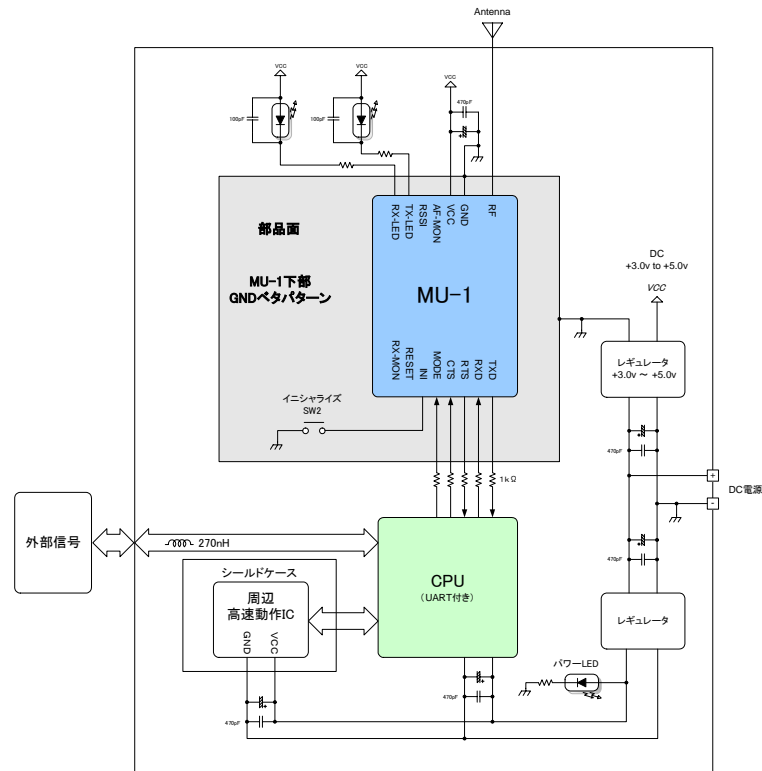 Antenna
VCC
VCC
VCC
100pF
100pF
470pF
部品面
MU-1下部
GNDベタパターン
RX-LED
TX-LED
RSSI
AF-MON
VCC
GND
RF
MU-1
RX-MON
RESET
INI
MODE
CTS
RTS
RXD
TXD
イニシャライズ
SW2
DC
+3.0v to +5.0v
VCC
レギュレータ
+3.0v ～ +5.0v
470pF
+
DC電源
-
470pF
1kΩ
外部信号
270nH
CPU
(UART付き)
シールドケース
周辺
高速動作IC
GND
VCC
レギュレータ
パワーLED
470pF
470pF